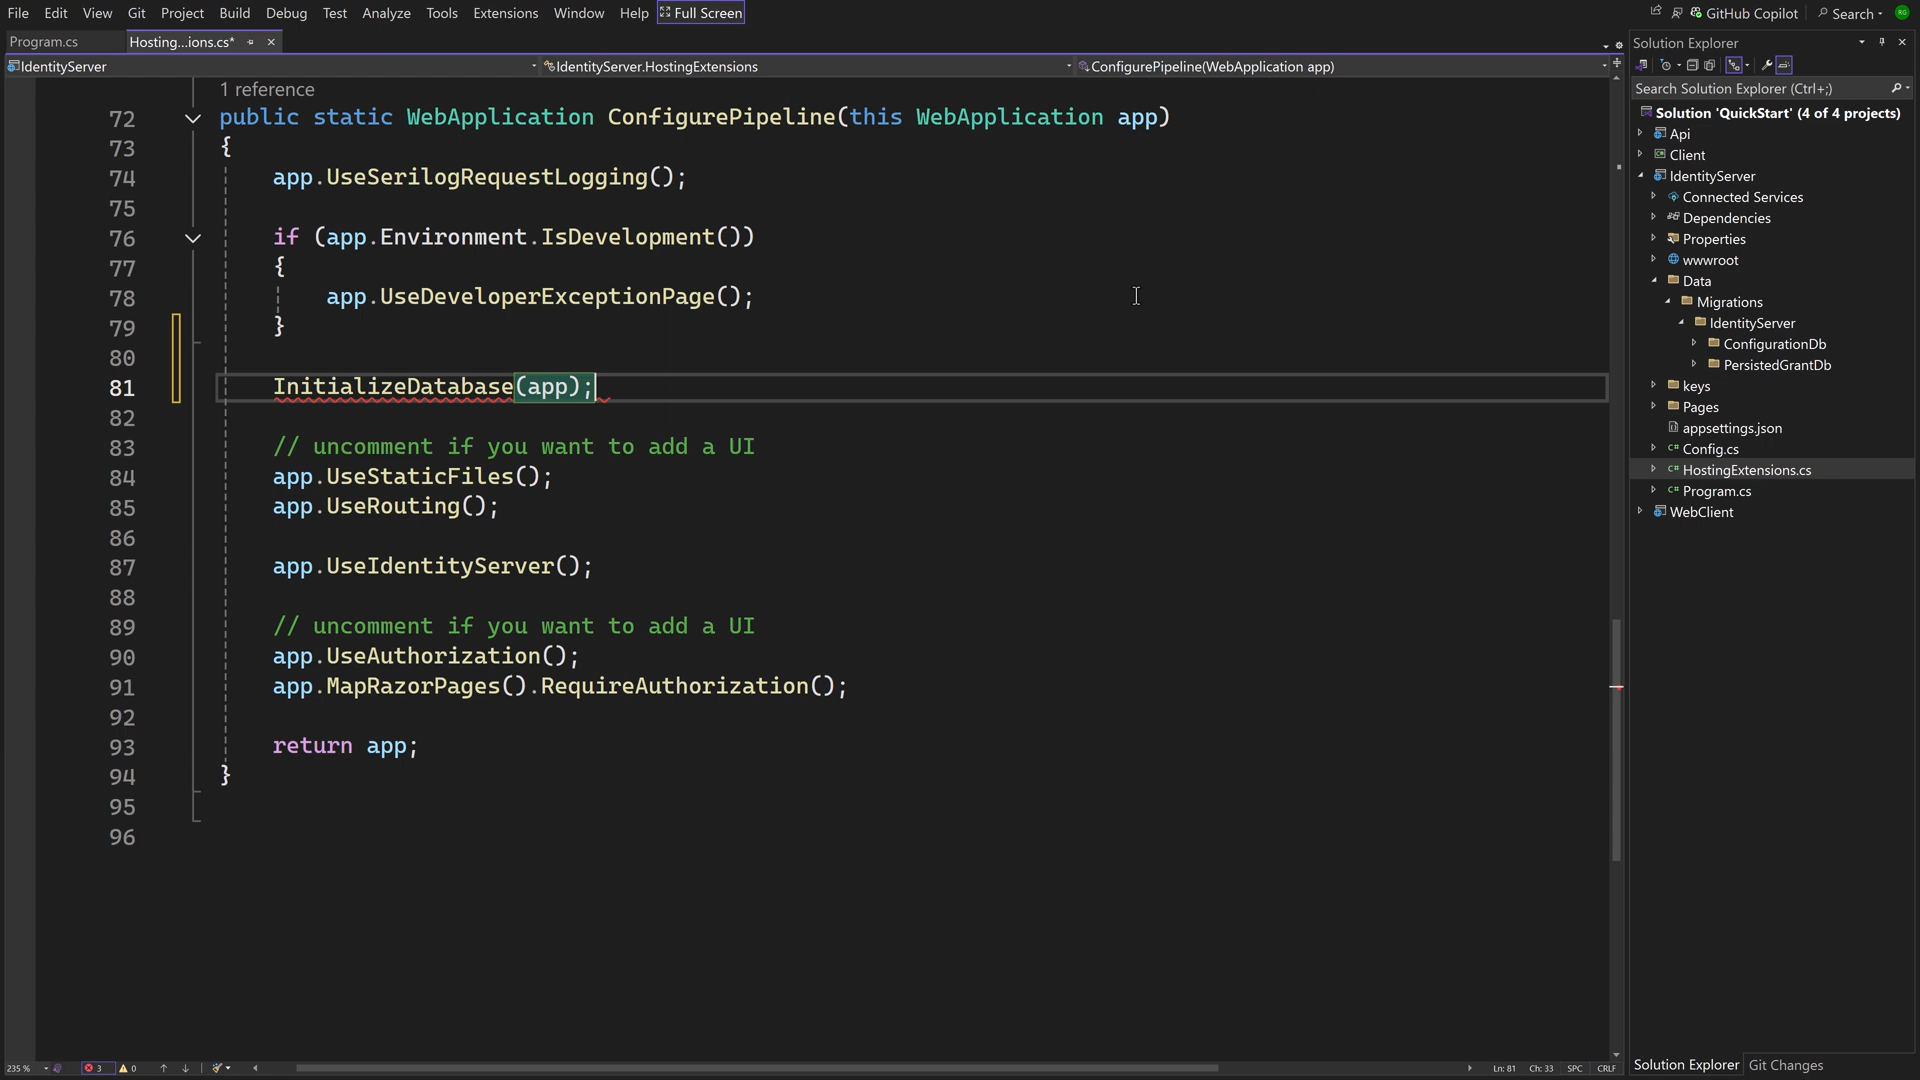 File Edit View Git Project Build Debug Test Analyze Tools Extensions Window Help Full Screen GitHub Copilot Search RG
Program.cs Hosting...ions.cs*
IdentityServer IdentityServer.HostingExtensions ConfigurePipeline(WebApplication app)
1 reference
72 public static WebApplication ConfigurePipeline(this WebApplication app)
73 {
74 app.UseSerilogRequestLogging();
75
76 if (app.Environment.IsDevelopment())
77 {
78 app.UseDeveloperExceptionPage();
79 }
80
81 InitializeDatabase(app);
82
83 // uncomment if you want to add a UI
84 app.UseStaticFiles();
85 app.UseRouting();
86
87 app.UseIdentityServer();
88
89 // uncomment if you want to add a UI
90 app.UseAuthorization();
91 app.MapRazorPages().RequireAuthorization();
92
93 return app;
94 }
95
96
235 % 3 0 Ln: 81 Ch: 33 SPC CRLF
Solution Explorer
Search Solution Explorer (Ctrl+;)
Solution 'QuickStart' (4 of 4 projects)
Api
Client
IdentityServer
Connected Services
Dependencies
Properties
wwwroot
Data
Migrations
IdentityServer
ConfigurationDb
PersistedGrantDb
keys
Pages
appsettings.json
C# Config.cs
C# HostingExtensions.cs
C# Program.cs
WebClient
Solution Explorer Git Changes